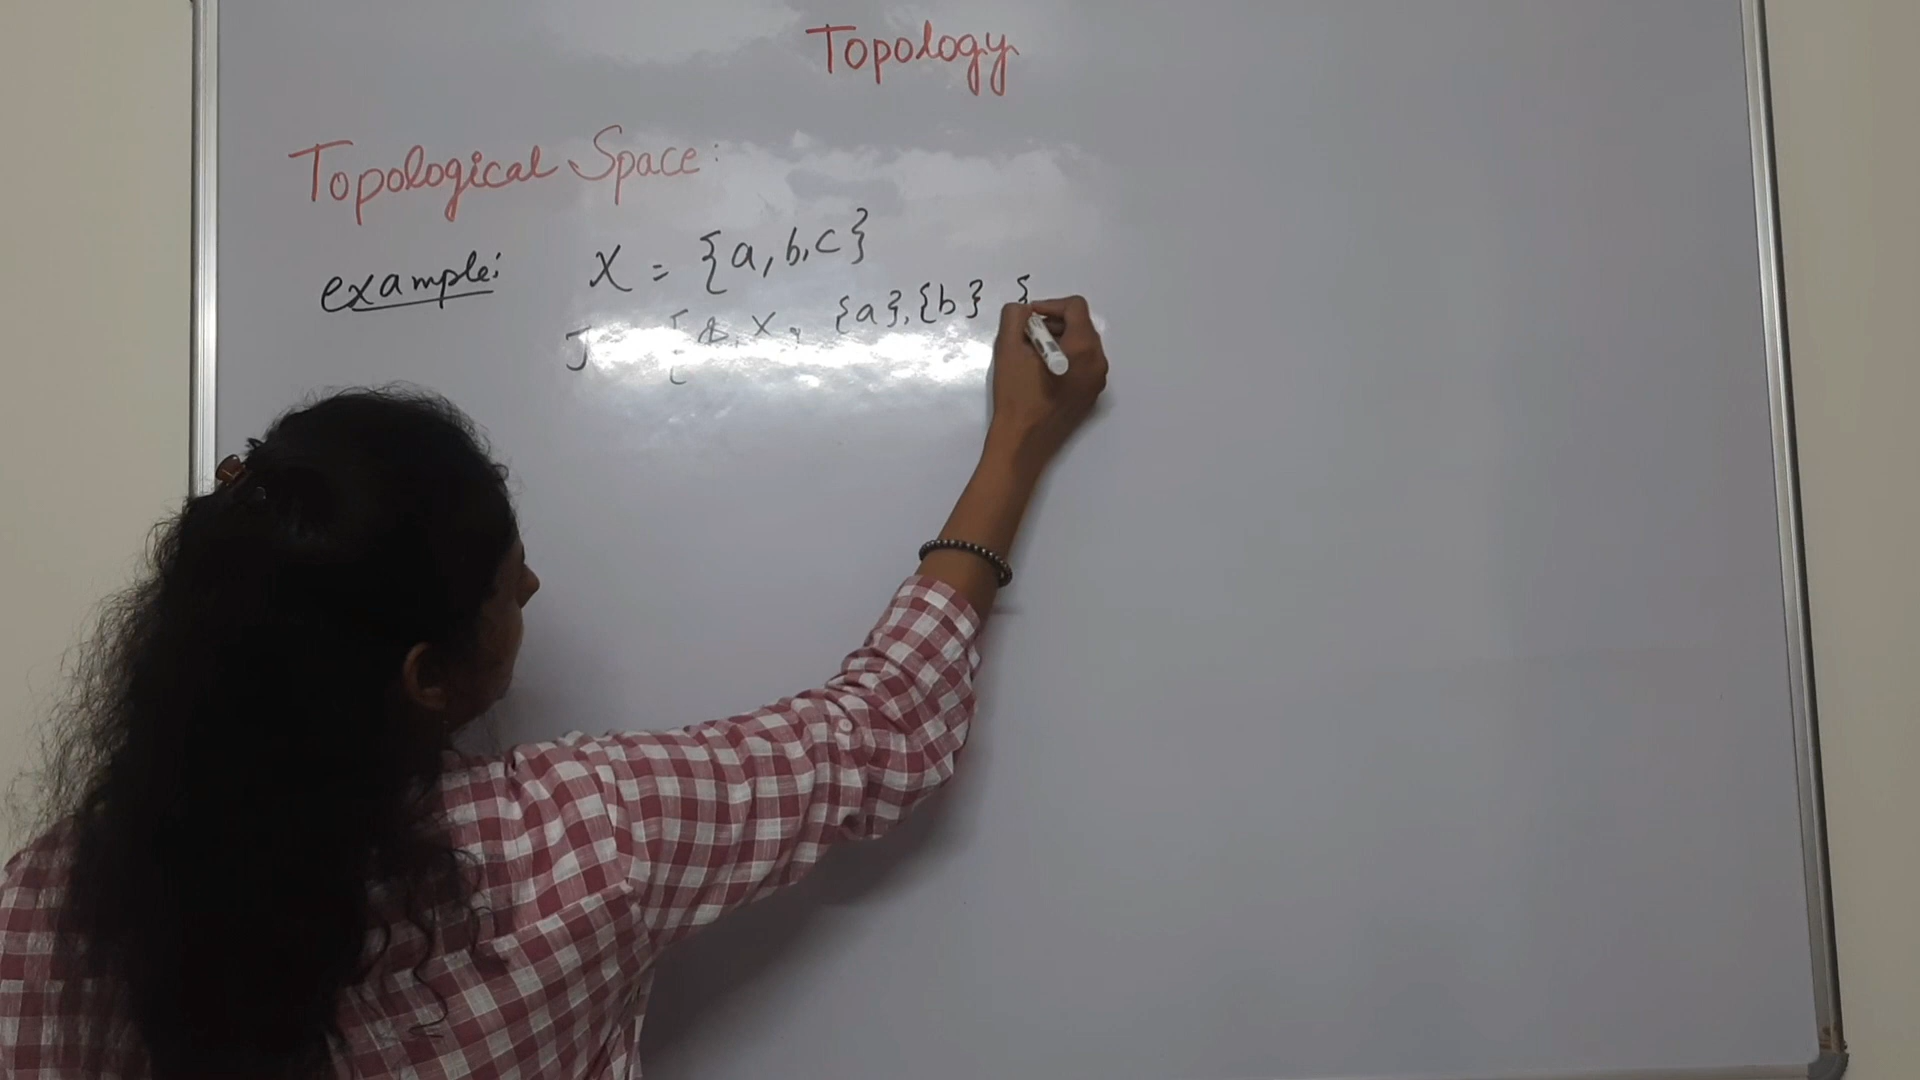 Topology
Topological Space:
example: X = {a, b, c}
J { φ, X, {a}, {b} {